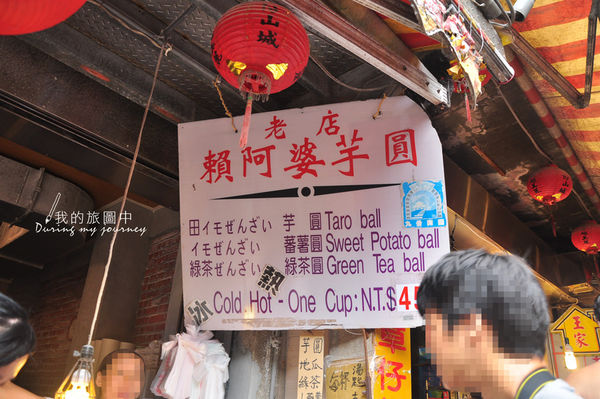 山城
老店
賴阿婆芋圓
田イモぜんざい 芋 圓 Taro ball
イモぜんざい 蕃薯圓 Sweet Potato ball
緑茶ぜんざい 綠茶圓 Green Tea ball
冰 熱
Cold Hot - One Cup: N.T.$ 45
我的旅圖中
During my journey
王家